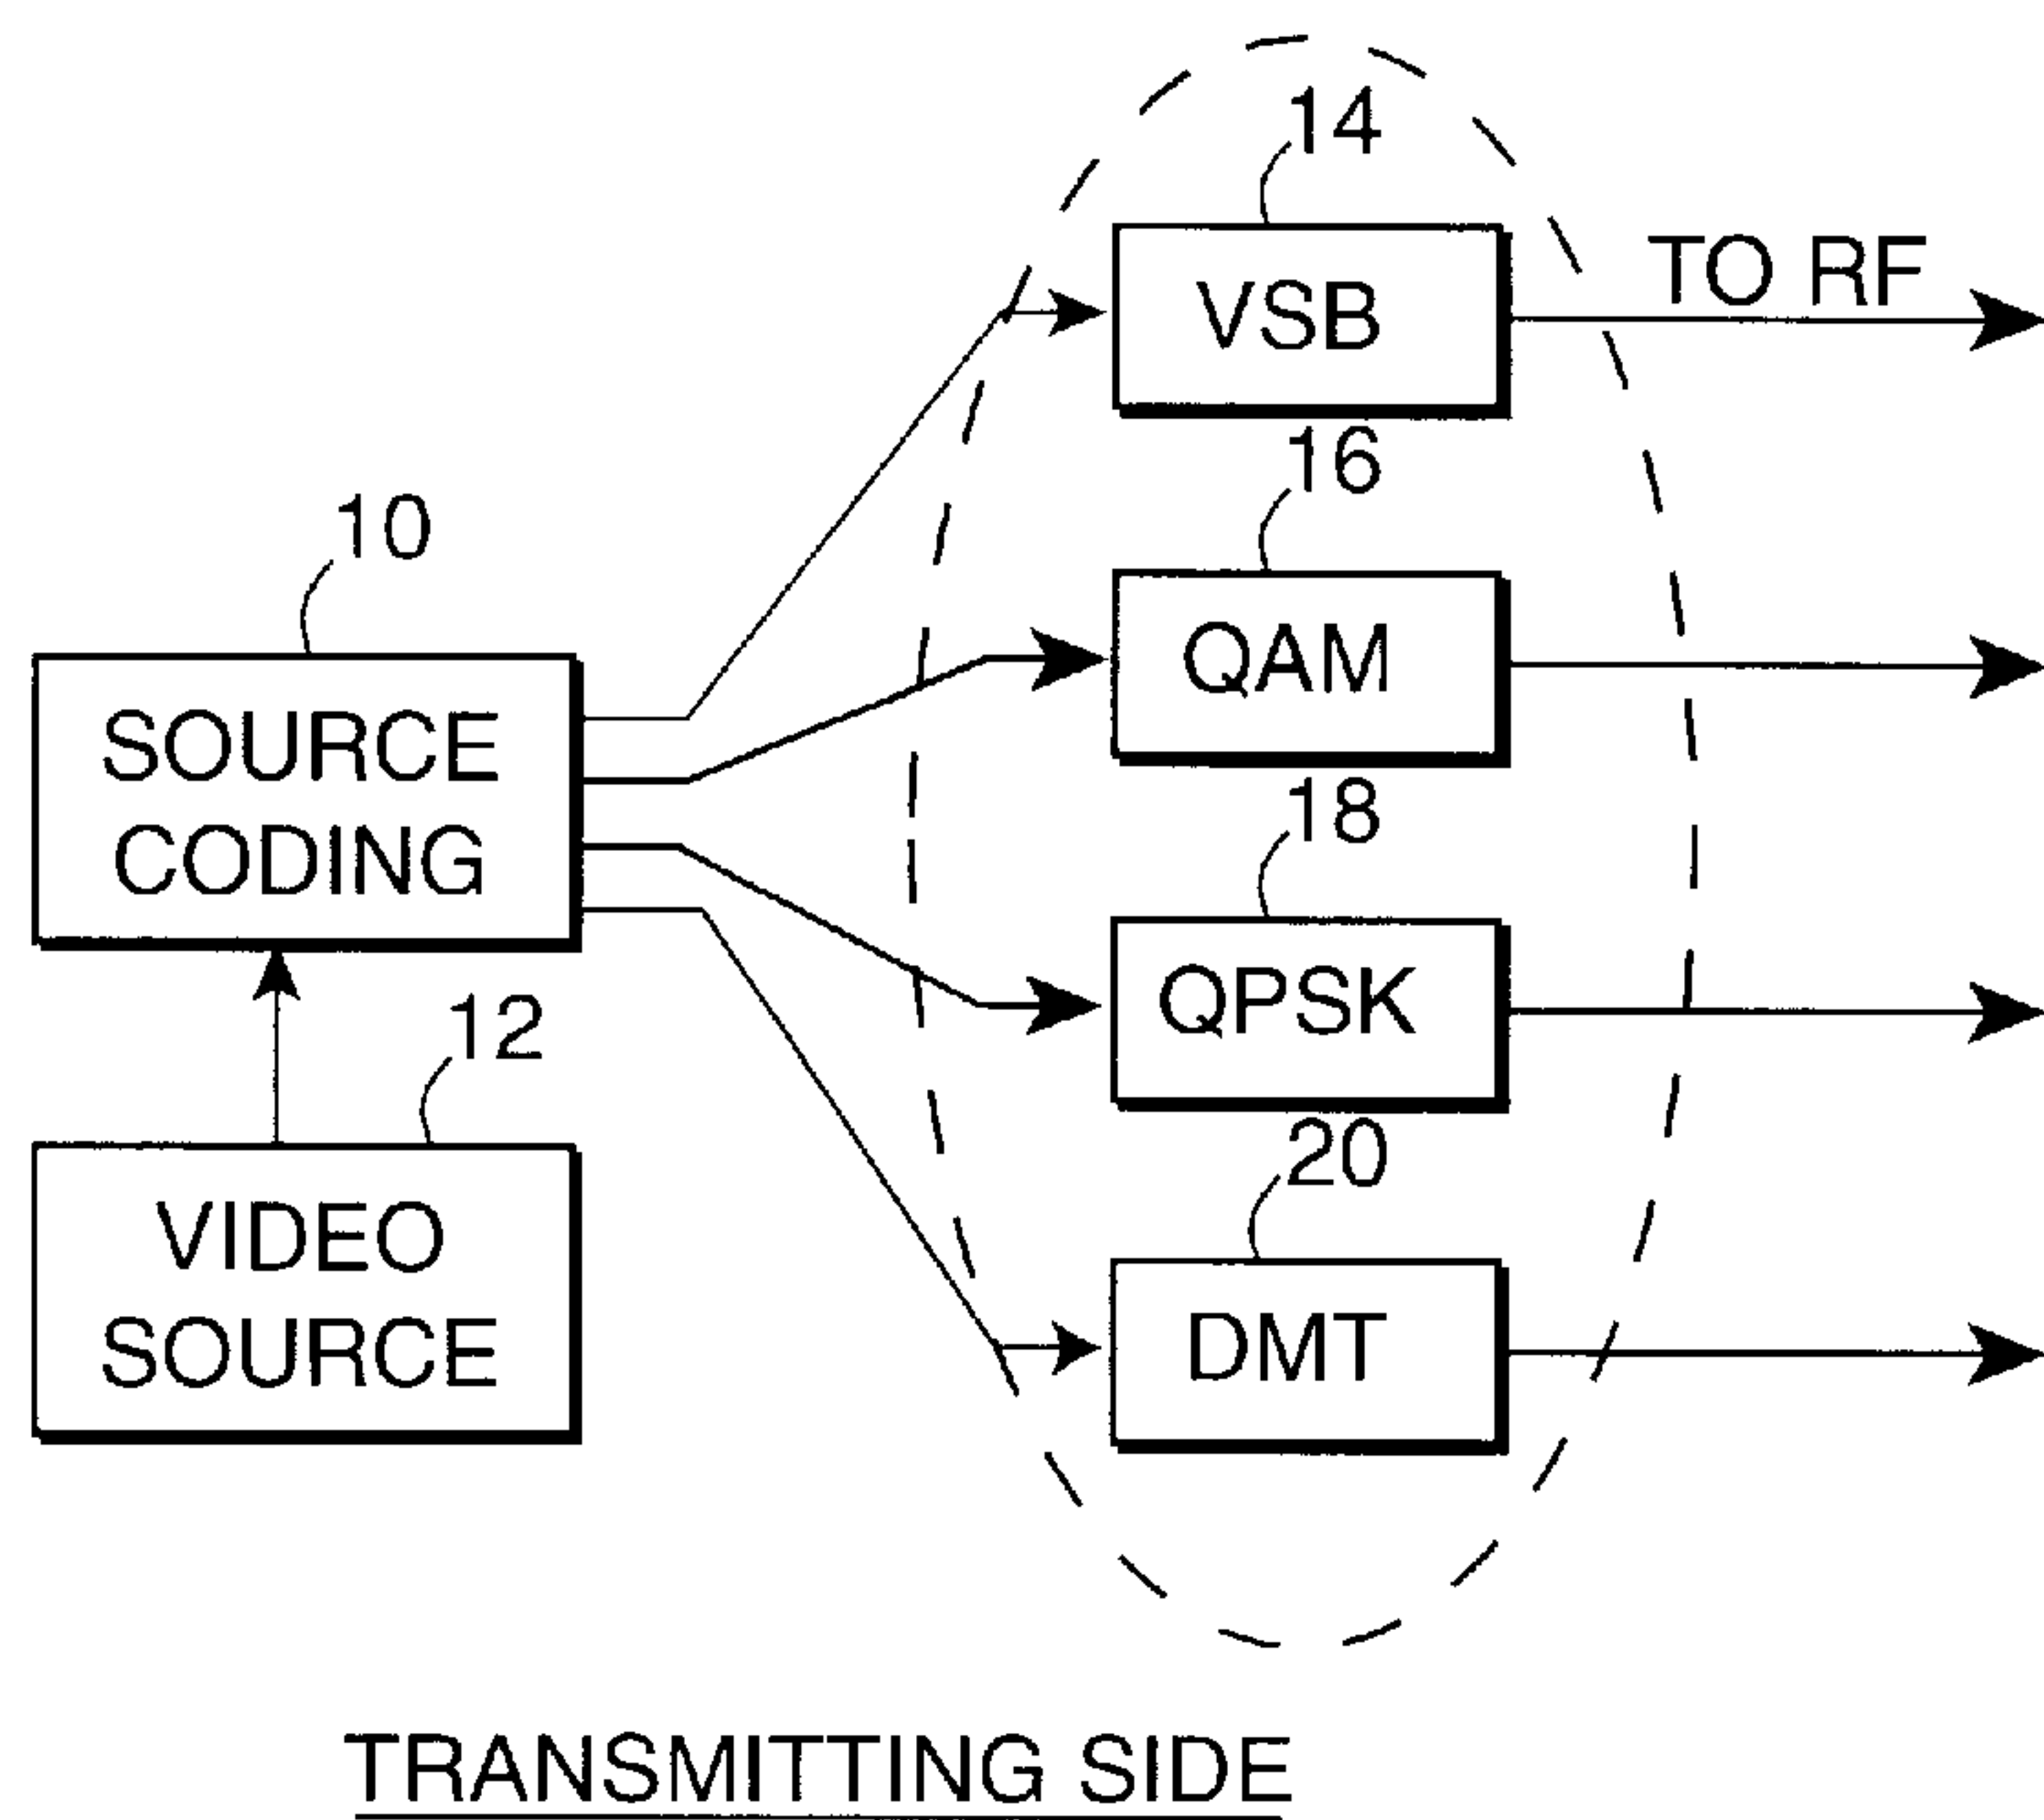 14
TO RF
VSB
16
10
QAM
SOURCE
CODING
18
12
QPSK
20
VIDEO
SOURCE
DMT
TRANSMITTING SIDE